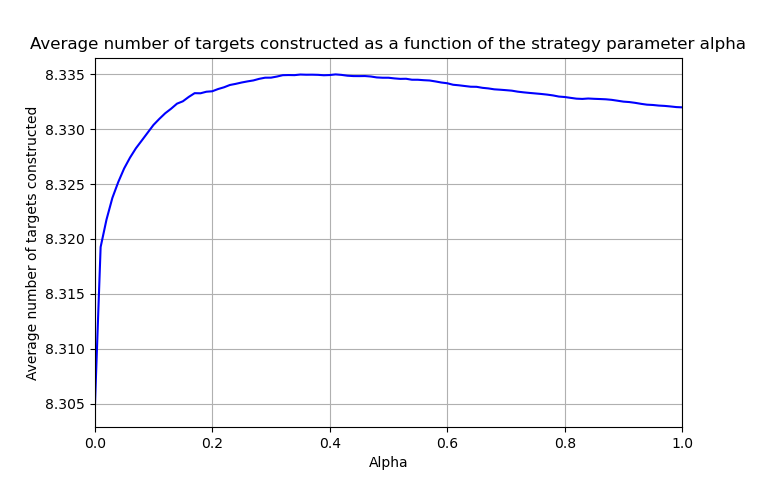 Average number of targets constructed as a function of the strategy parameter alpha
Average number of targets constructed
8.335
8.330
8.325
8.320
8.315
8.310
8.305
0.0 0.2 0.4 0.6 0.8 1.0
Alpha